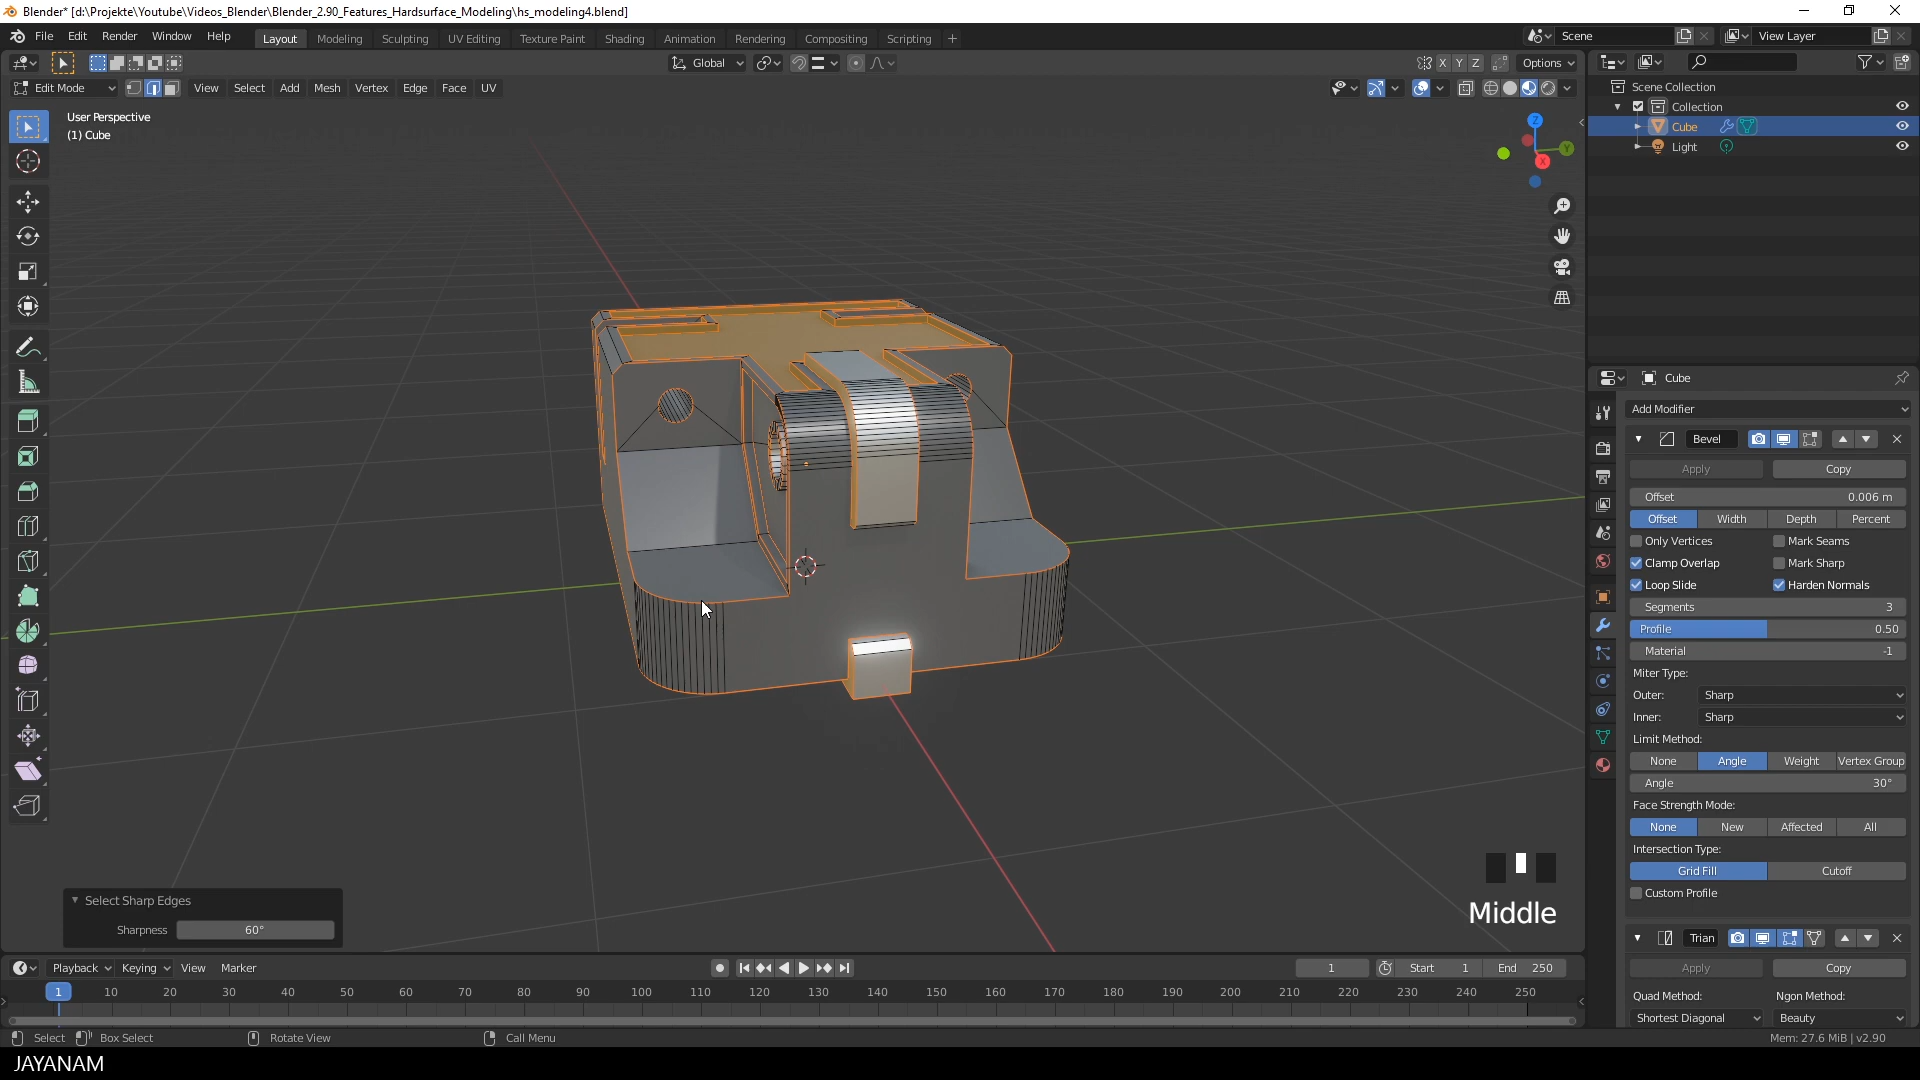 Blender* [d:\Projekte\Youtube\Videos_Blender\Blender_2.90_Features_Hardsurface_Modeling\hs_modeling4.blend]
File Edit Render Window Help Layout Modeling Sculpting UV Editing Texture Paint Shading Animation Rendering Compositing Scripting + Scene View Layer
Global X Y Z Options
Edit Mode View Select Add Mesh Vertex Edge Face UV
User Perspective
(1) Cube
Z
Y
X
Scene Collection
Collection
Cube
Light
Cube
Add Modifier
Bevel
Apply Copy
Offset 0.006 m
Offset Width Depth Percent
Only Vertices Mark Seams
Clamp Overlap Mark Sharp
Loop Slide Harden Normals
Segments 3
Profile 0.50
Material -1
Miter Type:
Outer: Sharp
Inner: Sharp
Limit Method:
None Angle Weight Vertex Group
Angle 30°
Face Strength Mode:
None New Affected All
Intersection Type:
Grid Fill Cutoff
Custom Profile
Trian
Apply Copy
Quad Method: Ngon Method:
Shortest Diagonal Beauty
Select Sharp Edges
Sharpness 60°
Middle
Playback Keying View Marker 1 Start 1 End 250
1 10 20 30 40 50 60 70 80 90 100 110 120 130 140 150 160 170 180 190 200 210 220 230 240 250
Select Box Select Rotate View Call Menu Mem: 27.6 MiB | v2.90
JAYANAM